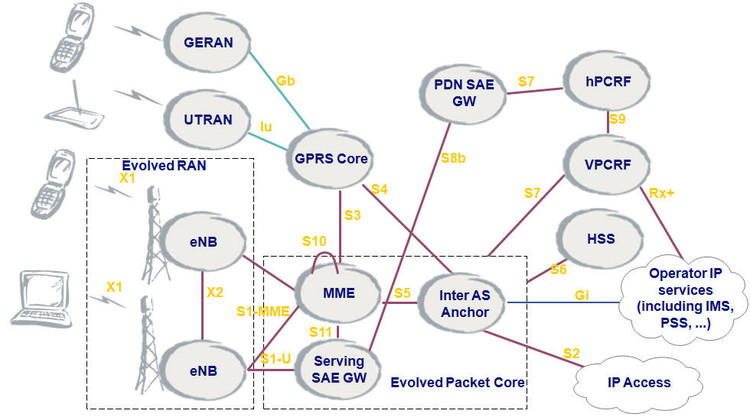 GERAN
Gb
UTRAN
Iu
GPRS Core
PDN SAE
GW
S7
hPCRF
S9
VPCRF
S8b
S7
Rx+
Evolved RAN
X1
S4
S3
HSS
eNB
S10
S6
X1
X2
MME
S5
Inter AS
Anchor
Gi
Operator IP
services
(including IMS,
PSS, ...)
S1-MME
S11
S1-U
eNB
Serving
SAE GW
Evolved Packet Core
S2
IP Access